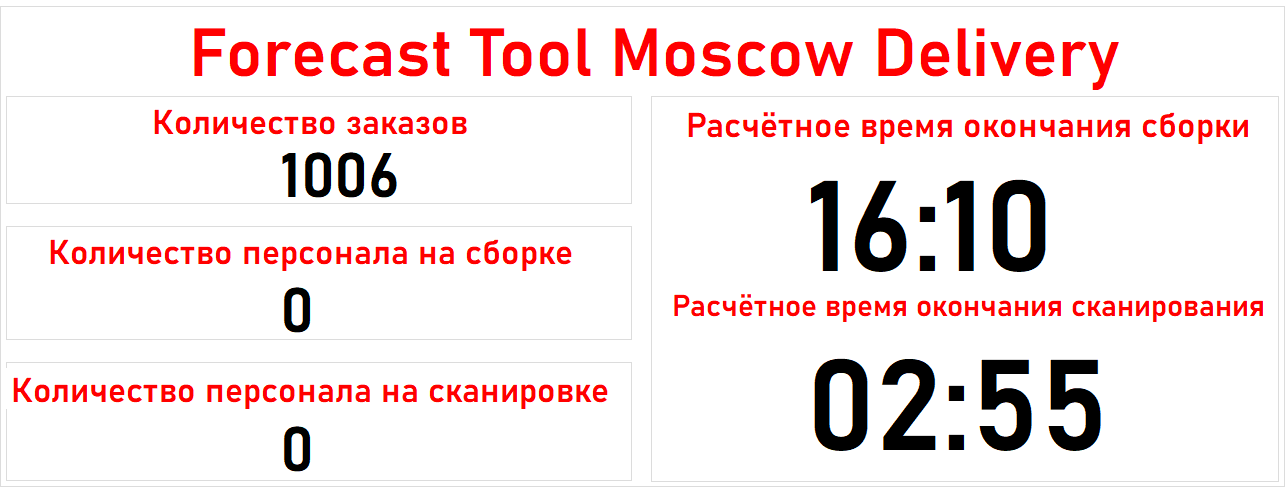 Forecast Tool Moscow Delivery
Количество заказов
1006
Количество персонала на сборке
0
Количество персонала на сканировке
0
Расчётное время окончания сборки
16:10
Расчётное время окончания сканирования
02:55